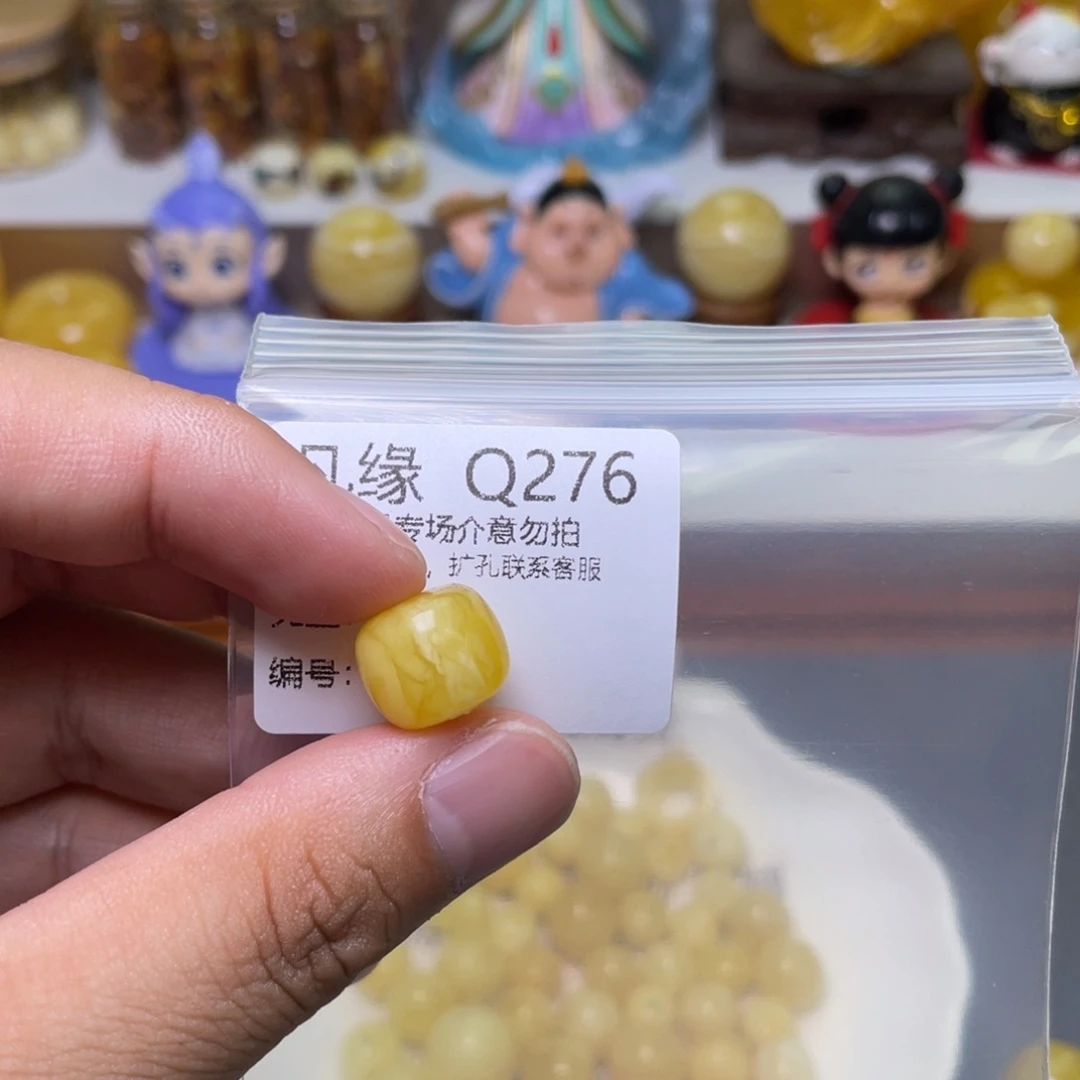 缘 Q276
专场介意勿拍
，扩孔联系客服
编号：